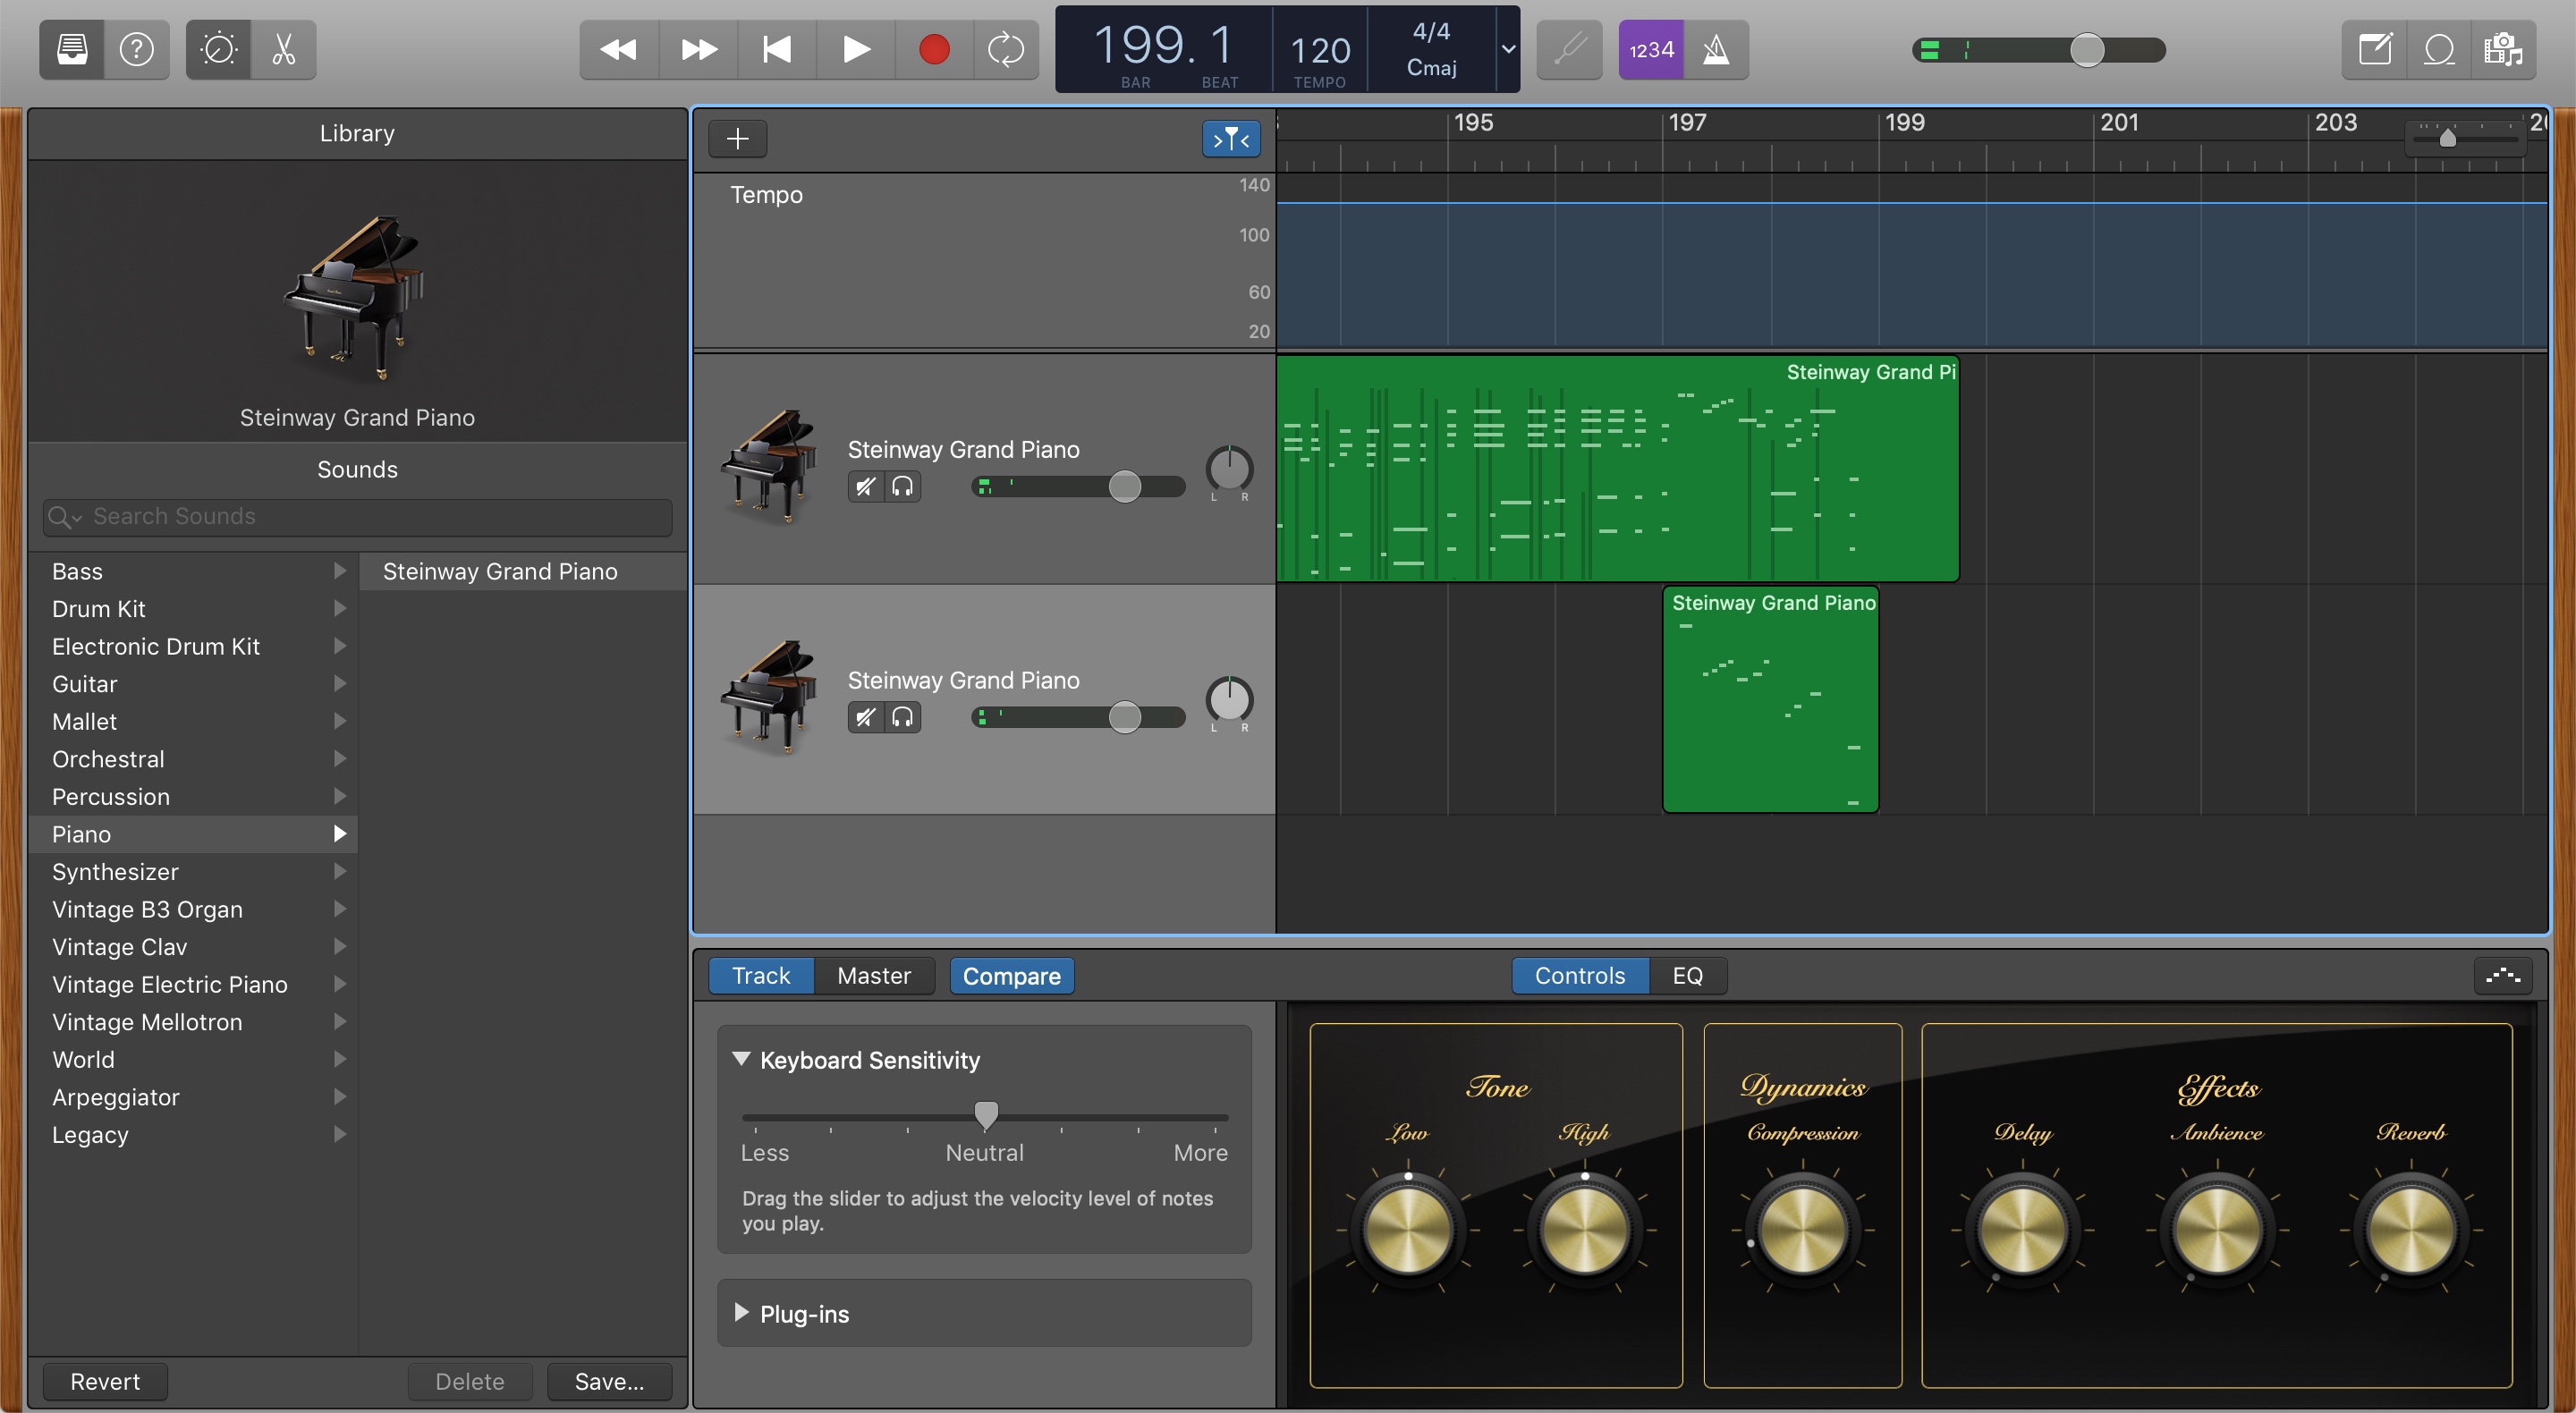 199. 1
BAR BEAT
120
TEMPO
4/4
Cmaj
1234
Library
Steinway Grand Piano
Sounds
Search Sounds
Bass
Drum Kit
Electronic Drum Kit
Guitar
Mallet
Orchestral
Percussion
Piano
Synthesizer
Vintage B3 Organ
Vintage Clav
Vintage Electric Piano
Vintage Mellotron
World
Arpeggiator
Legacy
Steinway Grand Piano
Revert
Delete
Save...
195 197 199 201 203
Tempo
140
100
60
20
Steinway Grand Piano
L R
Steinway Grand Pi
Steinway Grand Piano
L R
Steinway Grand Piano
Track
Master
Compare
Controls
EQ
Keyboard Sensitivity
Less Neutral More
Drag the slider to adjust the velocity level of notes
you play.
Plug-ins
Tone
Low High
Dynamics
Compression
Effects
Delay Ambience Reverb